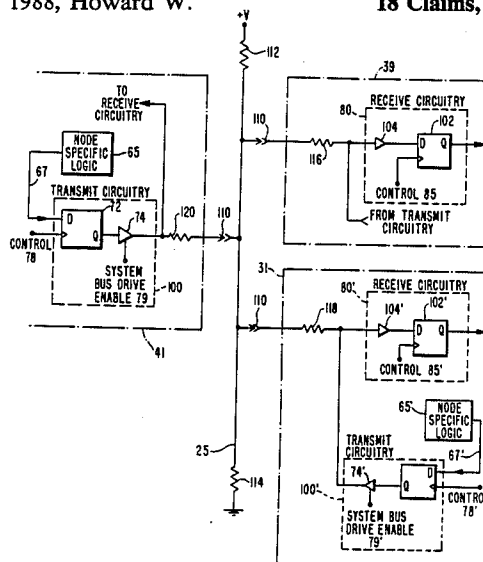 1988, Howard W.
18 Claims,
+V
112
39
TO
RECEIVE
CIRCUITRY
80
RECEIVE CIRCUITRY
102
110
104
D Q
116
NODE
SPECIFIC
LOGIC
65
67
CONTROL 85
FROM TRANSMIT
CIRCUITRY
TRANSMIT CIRCUITRY
72
74
120
110
D
Q
CONTROL
78
SYSTEM
BUS DRIVE
ENABLE 79
100
41
110
31
80'
RECEIVE
CIRCUITRY
102'
118
104'
D Q
CONTROL 85'
65'
NODE
SPECIFIC
LOGIC
67'
25
TRANSMIT
CIRCUITRY
74'
Q
D
114
100'
CONTRO
78'
SYSTEM BUS
DRIVE ENABLE
79'